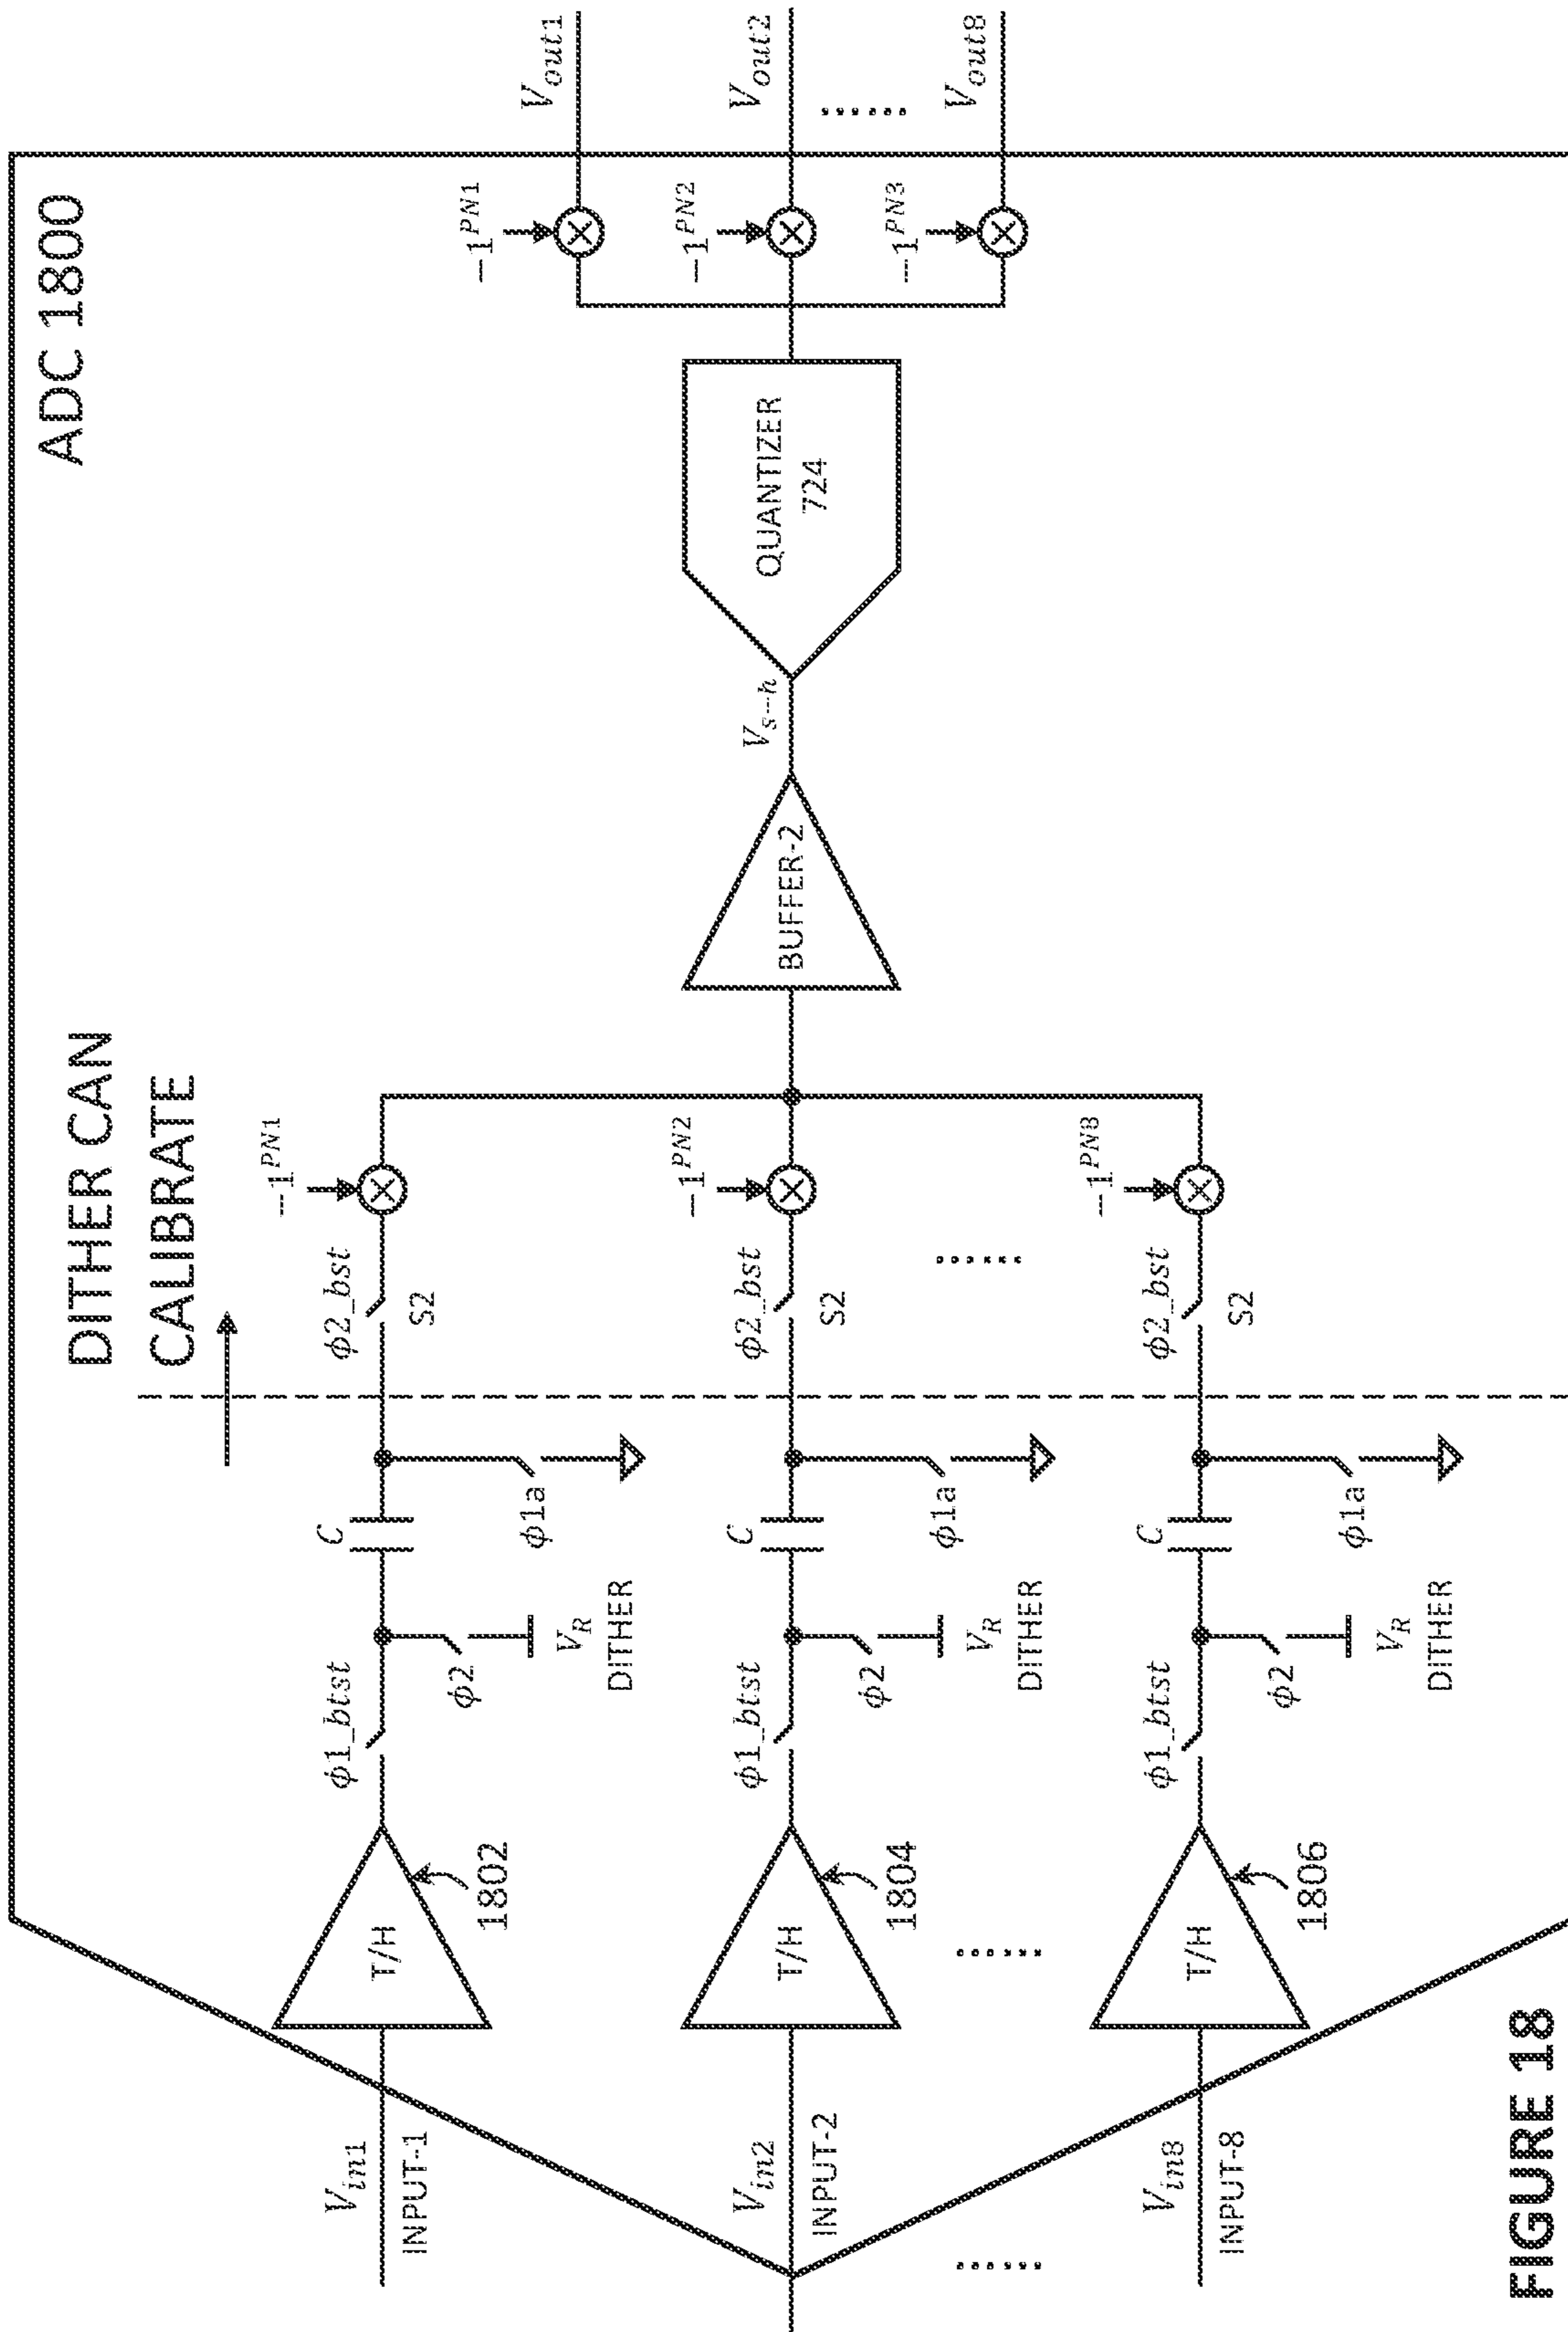 ADC 1800
DITHER CAN
CALIBRATE
V_in1
INPUT-1
T/H
1802
ϕ1_btst
ϕ2
V_R
DITHER
C
ϕ1a
ϕ2_bst
S2
−1^PN1
V_in2
INPUT-2
T/H
1804
ϕ1_btst
ϕ2
V_R
DITHER
C
ϕ1a
ϕ2_bst
S2
−1^PN2
......
......
......
V_in8
INPUT-8
T/H
1806
ϕ1_btst
ϕ2
V_R
DITHER
C
ϕ1a
ϕ2_bst
S2
−1^PN8
BUFFER-2
V_s-h
QUANTIZER
724
−1^PN1
V_out1
−1^PN2
V_out2
......
−1^PN3
V_out8
FIGURE 18